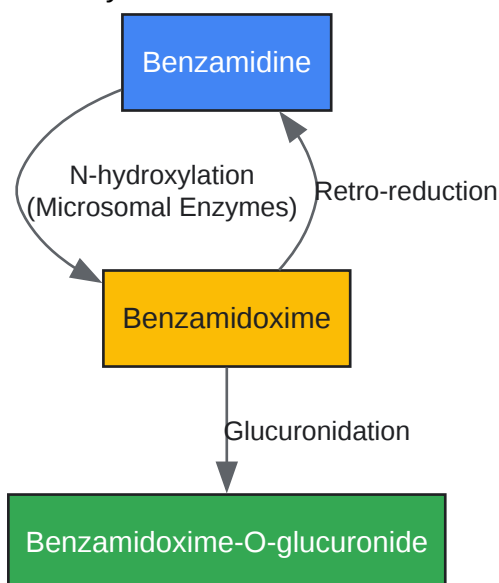 Benzamidine
N-hydroxylation
(Microsomal Enzymes)
Retro-reduction
Benzamidoxime
Glucuronidation
Benzamidoxime-O-glucuronide